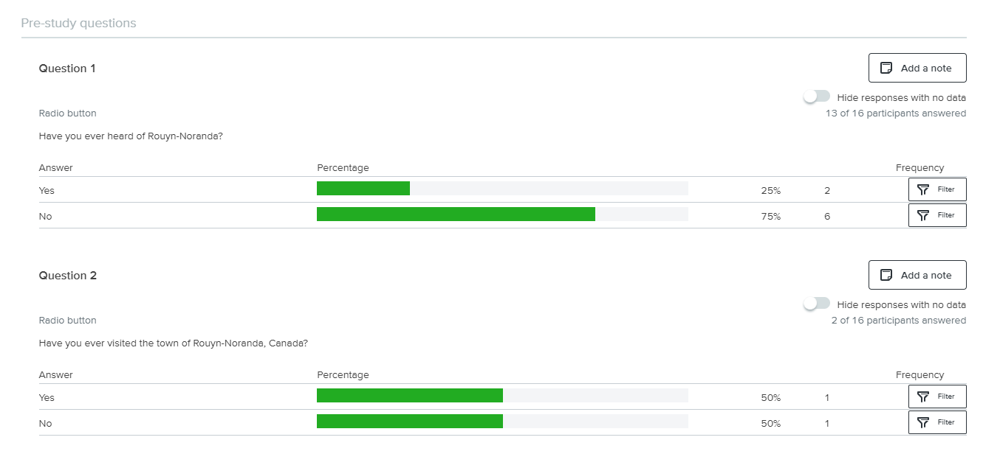 Pre-study questions
Question 1
Add a note
Hide responses with no data
Radio button
13 of 16 participants answered
Have you ever heard of Rouyn-Noranda?
Answer Percentage Frequency
Yes 25% 2 Filter
No 75% 6 Filter
Question 2
Add a note
Hide responses with no data
Radio button
2 of 16 participants answered
Have you ever visited the town of Rouyn-Noranda, Canada?
Answer Percentage Frequency
Yes 50% 1 Filter
No 50% 1 Filter